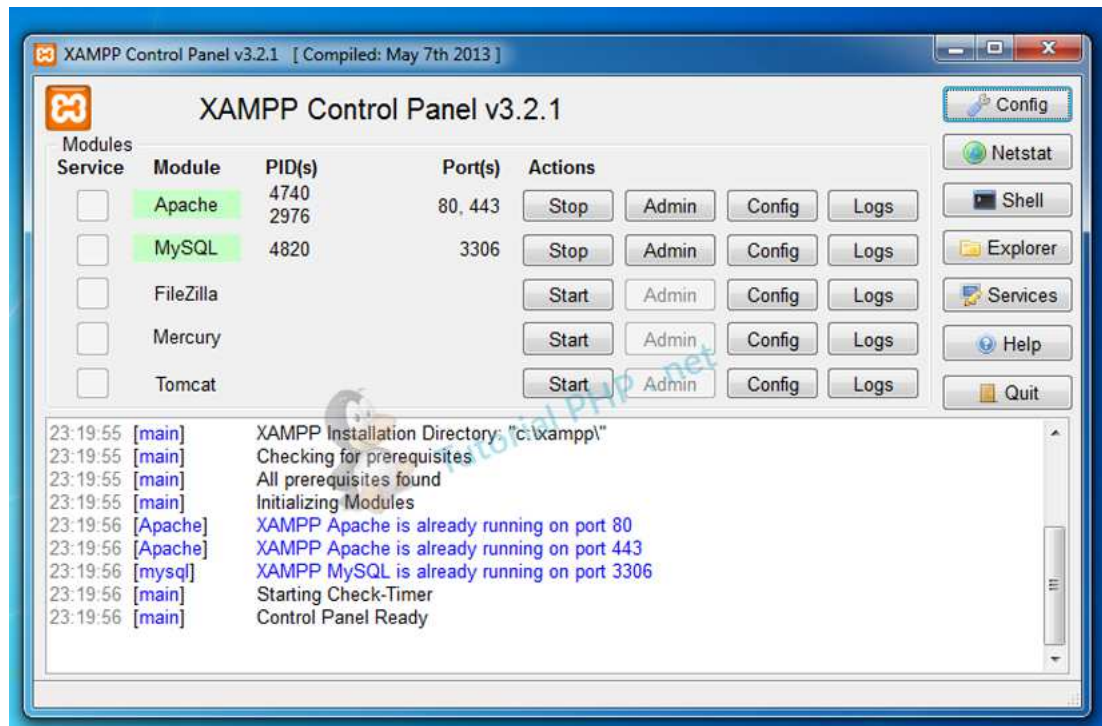 XAMPP Control Panel v3.2.1 [ Compiled: May 7th 2013 ]
XAMPP Control Panel v3.2.1
Config
Modules
Netstat
Service Module PID(s) Port(s) Actions
Apache 4740 2976 80, 443 Stop Admin Config Logs
Shell
MySQL 4820 3306 Stop Admin Config Logs
Explorer
FileZilla Start Admin Config Logs
Services
Mercury Start Admin Config Logs
Help
Tomcat Start Admin Config Logs
Quit
Tutorial PHP .net
23:19:55 [main] XAMPP Installation Directory: "c:\xampp\"
23:19:55 [main] Checking for prerequisites
23:19:55 [main] All prerequisites found
23:19:55 [main] Initializing Modules
23:19:56 [Apache] XAMPP Apache is already running on port 80
23:19:56 [Apache] XAMPP Apache is already running on port 443
23:19:56 [mysql] XAMPP MySQL is already running on port 3306
23:19:56 [main] Starting Check-Timer
23:19:56 [main] Control Panel Ready